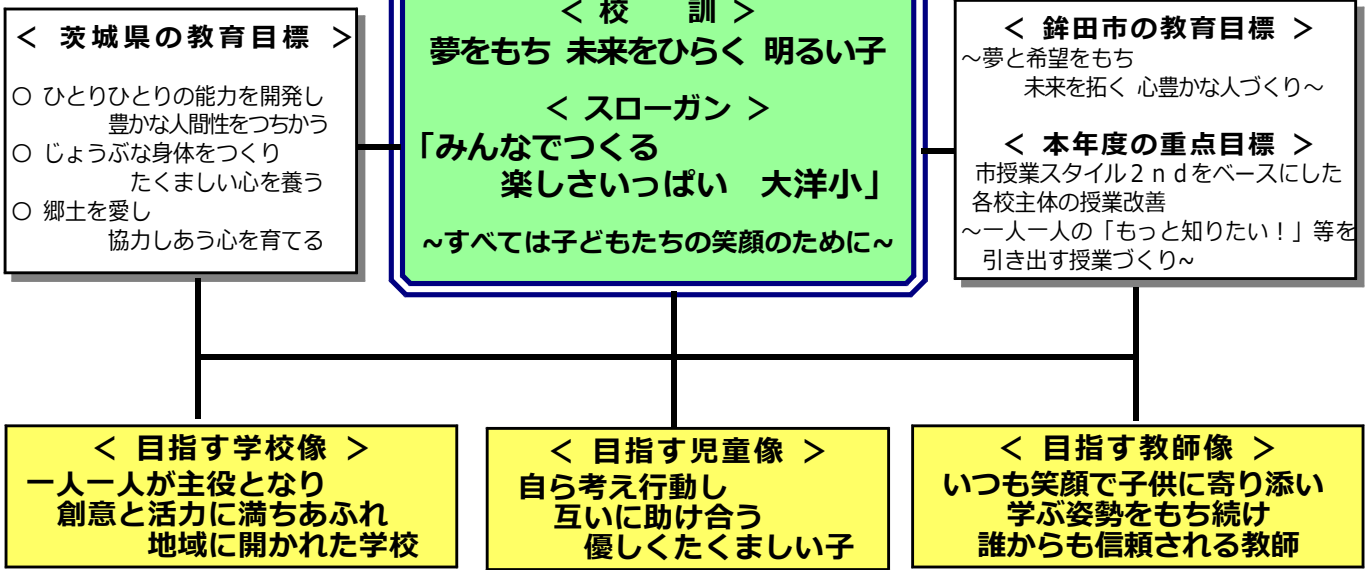 ＜ 茨城県の教育目標 ＞
○ ひとりひとりの能力を開発し
豊かな人間性をつちかう
○ じょうぶな身体をつくり
たくましい心を養う
○ 郷土を愛し
協力しあう心を育てる
＜ 校　訓 ＞
夢をもち 未来をひらく 明るい子
＜ スローガン ＞
「みんなでつくる
楽しさいっぱい　大洋小」
~すべては子どもたちの笑顔のために~
＜ 鉾田市の教育目標 ＞
～夢と希望をもち
未来を拓く 心豊かな人づくり～
＜ 本年度の重点目標 ＞
市授業スタイル２ｎｄをベースにした
各校主体の授業改善
～一人一人の「もっと知りたい！」等を
引き出す授業づくり~
＜ 目指す学校像 ＞
一人一人が主役となり
創意と活力に満ちあふれ
地域に開かれた学校
＜ 目指す児童像 ＞
自ら考え行動し
互いに助け合う
優しくたくましい子
＜ 目指す教師像 ＞
いつも笑顔で子供に寄り添い
学ぶ姿勢をもち続け
誰からも信頼される教師